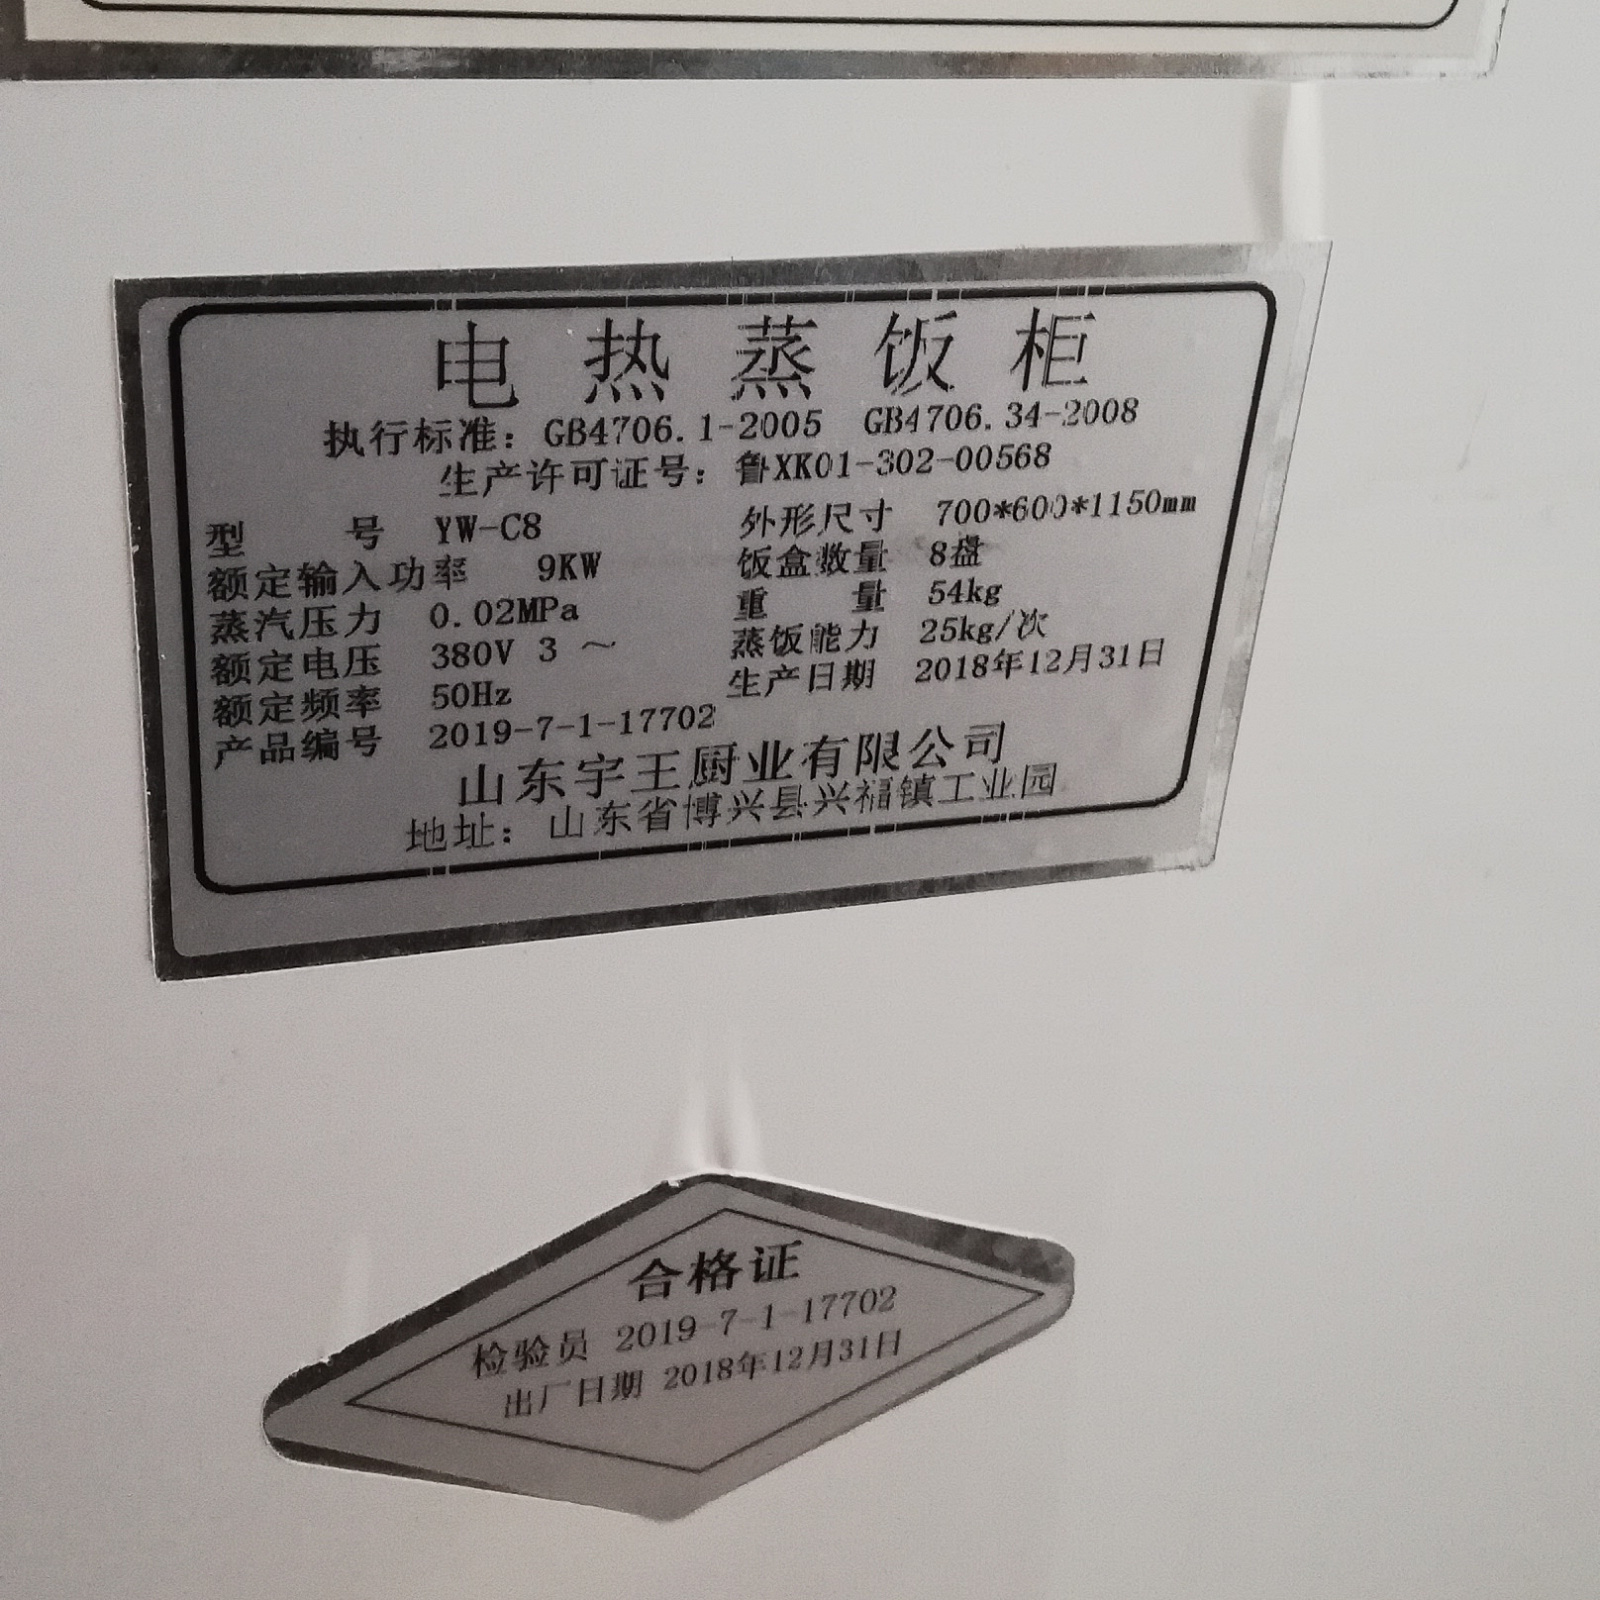 电热蒸饭柜
执行标准：GB4706.1-2005 GB4706.34-2008
生产许可证号：鲁XK01-302-00568
型 号 YW-C8 外形尺寸 700*600*1150mm
额定输入功率 9KW 饭盒数量 8盘
蒸汽压力 0.02MPa 重 量 54kg
额定电压 380V 3 ～ 蒸饭能力 25kg/次
额定频率 50Hz 生产日期 2018年12月31日
产品编号 2019-7-1-17702
山东宇王厨业有限公司
地址：山东省博兴县兴福镇工业园
合格证
检验员 2019-7-1-17702
出厂日期 2018年12月31日